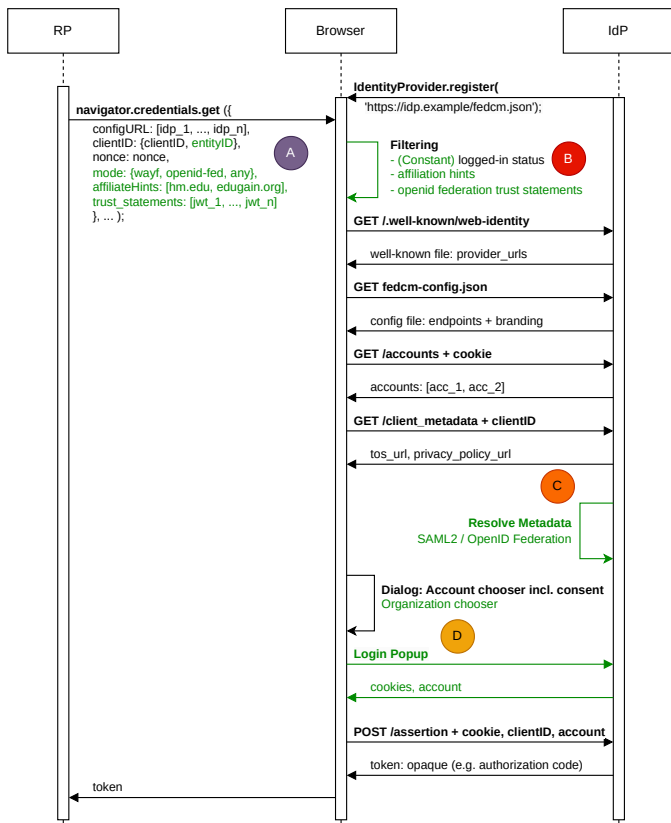 RP
Browser
IdP
IdentityProvider.register(
'https://idp.example/fedcm.json');
navigator.credentials.get ({
configURL: [idp_1, ..., idp_n],
clientID: {clientID, entityID},
nonce: nonce,
mode: {wayf, openid-fed, any},
affiliateHints: [hm.edu, edugain.org],
trust_statements: [jwt_1, ..., jwt_n]
}, ... );
A
Filtering
- (Constant) logged-in status
- affiliation hints
- openid federation trust statements
B
GET /.well-known/web-identity
well-known file: provider_urls
GET fedcm-config.json
config file: endpoints + branding
GET /accounts + cookie
accounts: [acc_1, acc_2]
GET /client_metadata + clientID
tos_url, privacy_policy_url
C
Resolve Metadata
SAML2 / OpenID Federation
Dialog: Account chooser incl. consent
Organization chooser
D
Login Popup
cookies, account
POST /assertion + cookie, clientID, account
token: opaque (e.g. authorization code)
token